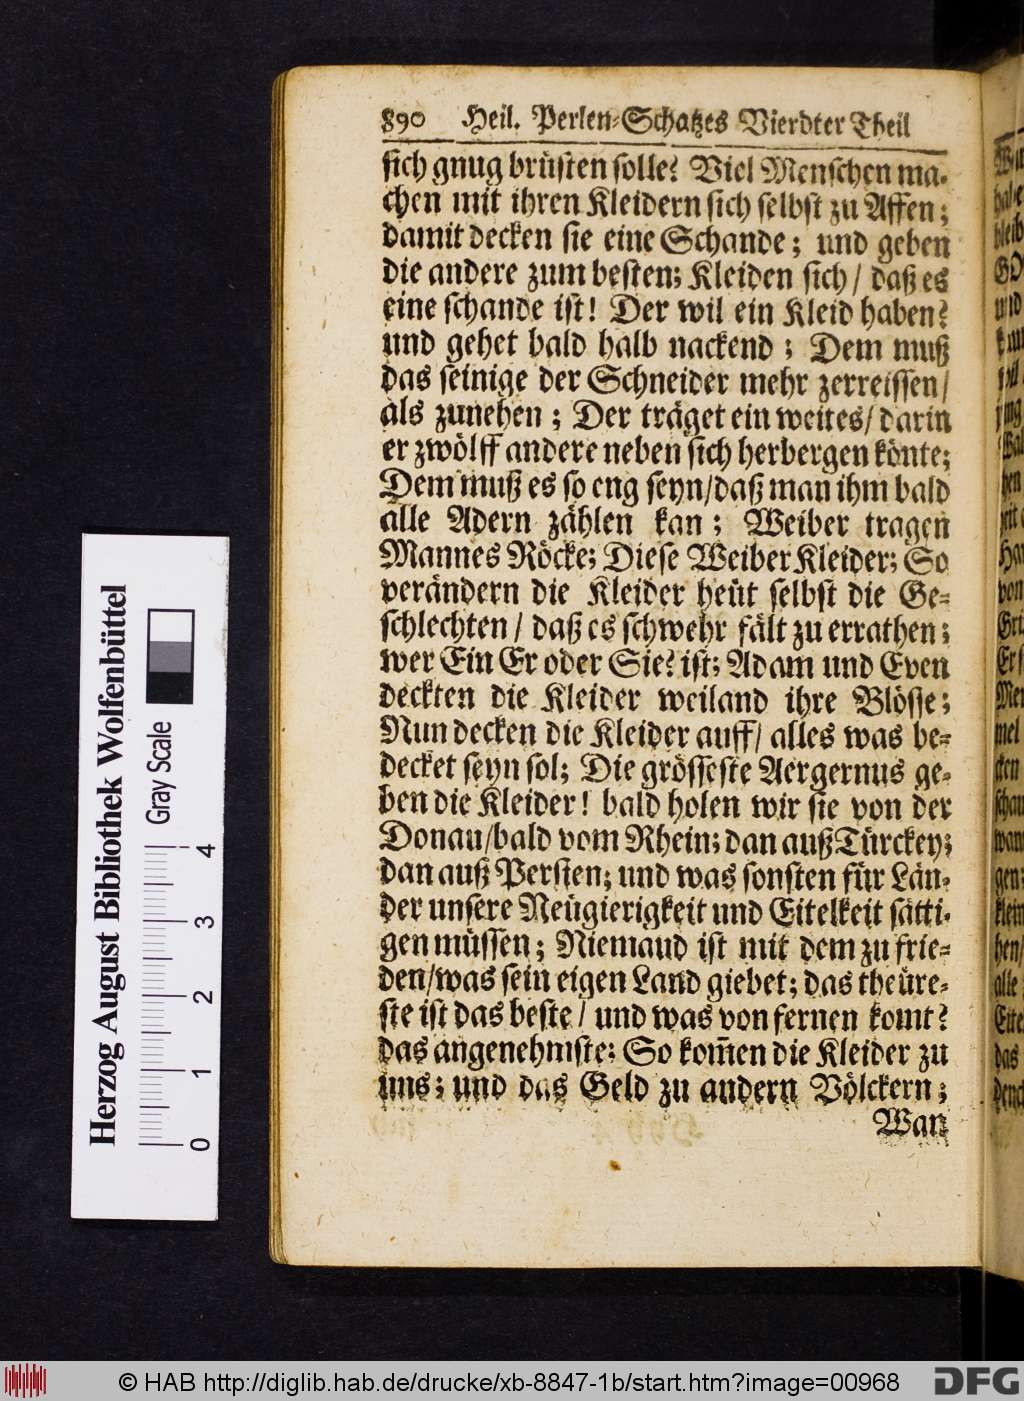 890 Heil. Perlen-Schatzes Vierdter Theil
sich gnug brüsten solle? Viel Menschen ma-
chen mit ihren Kleidern sich selbst zu Affen;
damit decken sie eine Schande; und geben
die andere zum besten; Kleiden sich / daß es
eine schande ist! Der wil ein Kleid haben?
und gehet bald halb nackend; Dem muß
das seinige der Schneider mehr zerreissen /
als zunehen; Der träget ein weites / darin
er zwölff andere neben sich herbergen könte;
Dem muß es so eng seyn / daß man ihm bald
alle Adern zählen kan; Weiber tragen
Mannes Röcke; Diese Weiber Kleider; So
verändern die Kleider heüt selbst die Ge-
schlechten / daß es schwehr fält zu errathen;
wer Ein Er oder Sie? ist; Adam und Even
deckten die Kleider weiland ihre Blösse;
Nun decken die Kleider auff / alles was be-
decket seyn sol; Die grösseste Aergernus ge-
ben die Kleider! bald holen wir sie von der
Donau / bald vom Rhein; dan auß Türckey;
dan auß Persien; und was sonsten für Län-
der unsere Neügierigkeit und Eitelkeit sätti-
gen müssen; Niemand ist mit dem zu frie-
den / was sein eigen Land giebet; das theüre-
ste ist das beste / und was von fernen komt?
das angenehmste; So kom̃en die Kleider zu
uns; und das Geld zu andern Völckern;
Wan
Herzog August Bibliothek Wolfenbüttel
Gray Scale
0 1 2 3 4
© HAB http://diglib.hab.de/drucke/xb-8847-1b/start.htm?image=00968
DFG